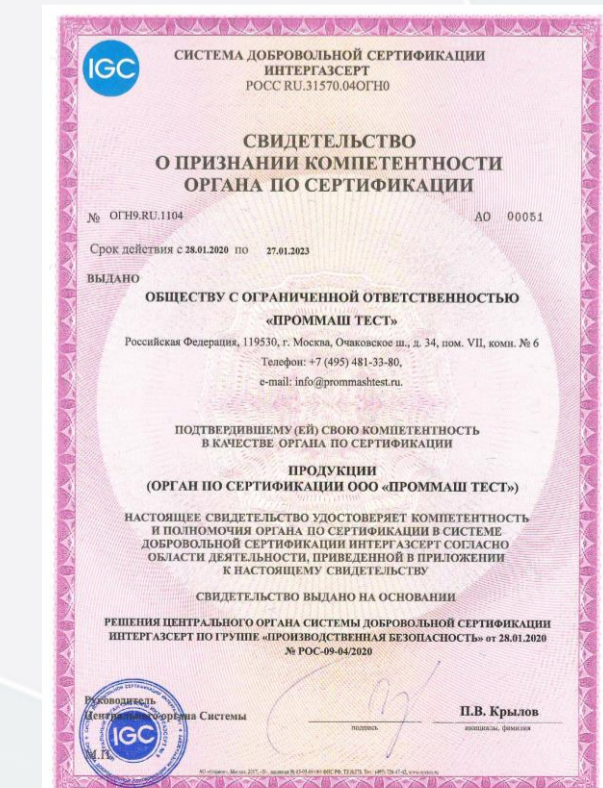 IGC
СИСТЕМА ДОБРОВОЛЬНОЙ СЕРТИФИКАЦИИ
ИНТЕРГАЗСЕРТ
РОСС RU.31570.04ОГН0
СВИДЕТЕЛЬСТВО
О ПРИЗНАНИИ КОМПЕТЕНТНОСТИ
ОРГАНА ПО СЕРТИФИКАЦИИ
№ ОГН9.RU.1104 АО 00051
Срок действия с 28.01.2020 по 27.01.2023
ВЫДАНО
ОБЩЕСТВУ С ОГРАНИЧЕННОЙ ОТВЕТСТВЕННОСТЬЮ
«ПРОММАШ ТЕСТ»
Российская Федерация, 119530, г. Москва, Очаковское ш., д. 34, пом. VII, комн. № 6
Телефон: +7 (495) 481-33-80,
e-mail: info@prommashtest.ru.
ПОДТВЕРДИВШЕМУ (ЕЙ) СВОЮ КОМПЕТЕНТНОСТЬ
В КАЧЕСТВЕ ОРГАНА ПО СЕРТИФИКАЦИИ
ПРОДУКЦИИ
(ОРГАН ПО СЕРТИФИКАЦИИ ООО «ПРОММАШ ТЕСТ»)
НАСТОЯЩЕЕ СВИДЕТЕЛЬСТВО УДОСТОВЕРЯЕТ КОМПЕТЕНТНОСТЬ
И ПОЛНОМОЧИЯ ОРГАНА ПО СЕРТИФИКАЦИИ В СИСТЕМЕ
ДОБРОВОЛЬНОЙ СЕРТИФИКАЦИИ ИНТЕРГАЗСЕРТ СОГЛАСНО
ОБЛАСТИ ДЕЯТЕЛЬНОСТИ, ПРИВЕДЕННОЙ В ПРИЛОЖЕНИИ
К НАСТОЯЩЕМУ СВИДЕТЕЛЬСТВУ
СВИДЕТЕЛЬСТВО ВЫДАНО НА ОСНОВАНИИ
РЕШЕНИЯ ЦЕНТРАЛЬНОГО ОРГАНА СИСТЕМЫ ДОБРОВОЛЬНОЙ СЕРТИФИКАЦИИ
ИНТЕРГАЗСЕРТ ПО ГРУППЕ «ПРОИЗВОДСТВЕННАЯ БЕЗОПАСНОСТЬ» от 28.01.2020
№ РОС-09-04/2020
Руководитель
Центрального органа Системы
П.В. Крылов
подпись
инициалы, фамилия
М.П.
IGC